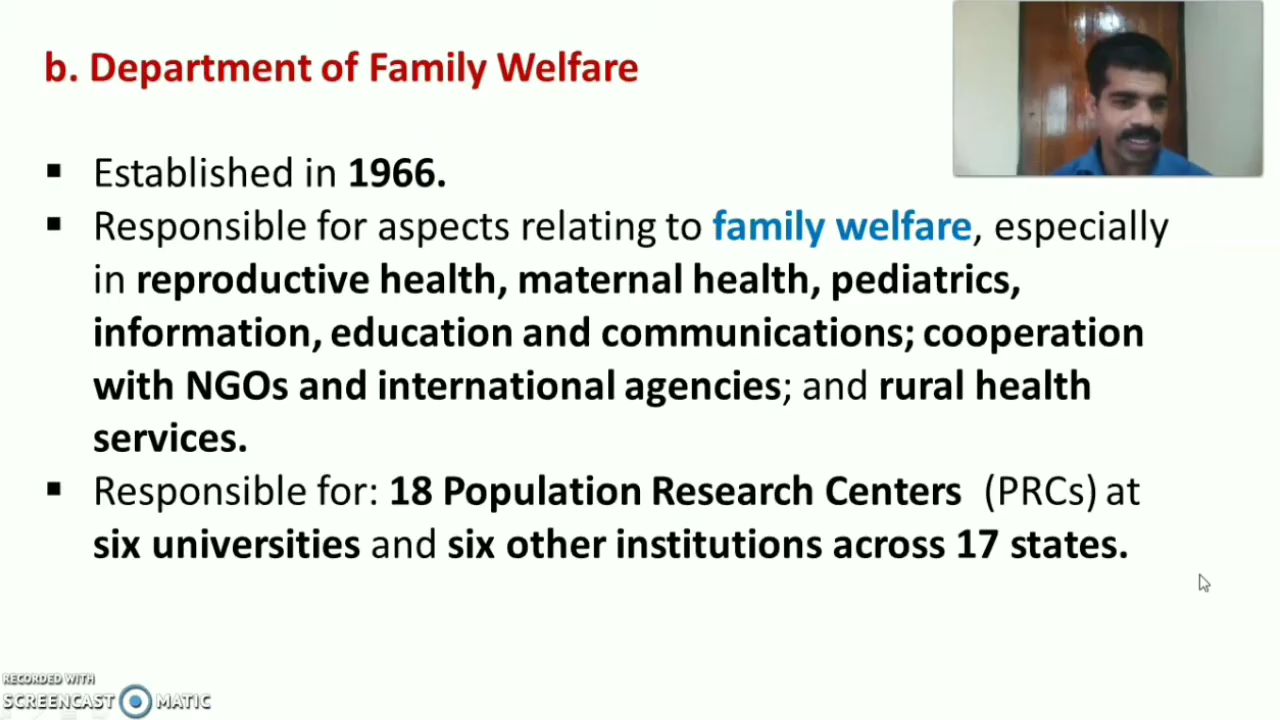 b. Department of Family Welfare
▪ Established in 1966.
▪ Responsible for aspects relating to family welfare, especially
in reproductive health, maternal health, pediatrics,
information, education and communications; cooperation
with NGOs and international agencies; and rural health
services.
▪ Responsible for: 18 Population Research Centers (PRCs) at
six universities and six other institutions across 17 states.
RECORDED WITH
SCREENCAST MATIC